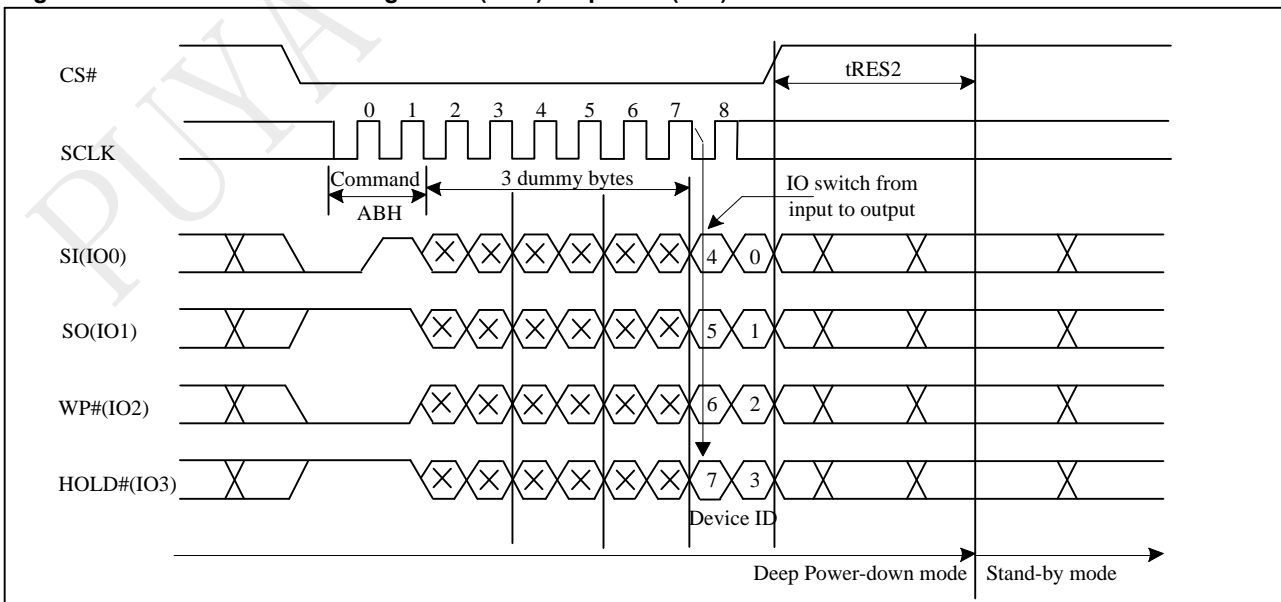 PUYA
CS#
tRES2
0 1 2 3 4 5 6 7 8
SCLK
Command
3 dummy bytes
ABH
IO switch from
input to output
SI(IO0)
4 0
SO(IO1)
5 1
WP#(IO2)
6 2
HOLD#(IO3)
7 3
Device ID
Deep Power-down mode
Stand-by mode